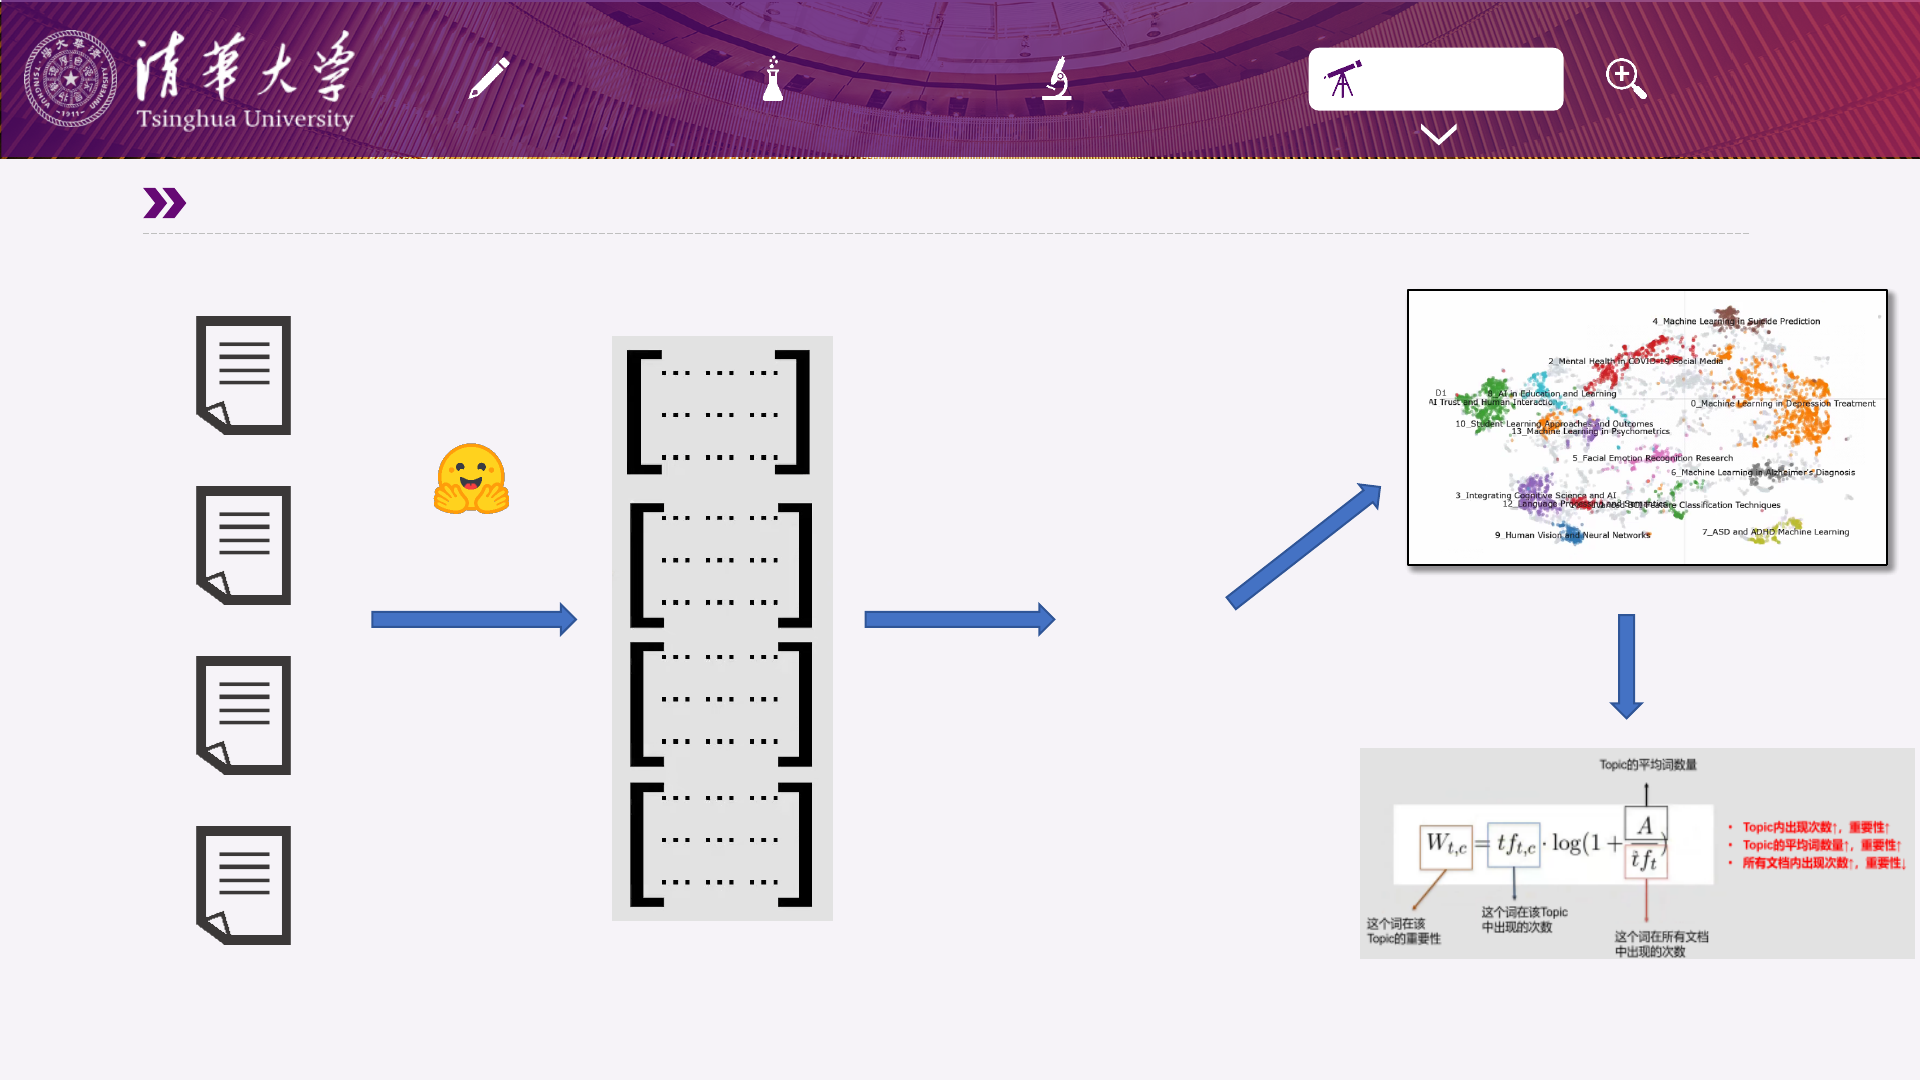 清华大学
Tsinghua University
TSINGHUA UNIVERSITY
-1911-
4_Machine Learning in Suicide Prediction
2_Mental Health in COVID-19 Social Media
D1
8_AI in Education and Learning
AI Trust and Human Interactio
0_Machine Learning in Depression Treatment
10_Student Learning Approaches and Outcomes
13_Machine Learning in Psychometrics
5_Facial Emotion Recognition Research
6_Machine Learning in Alzheimer's Diagnosis
3_Integrating Cognitive Science and AI
12_Language Processing and Semantics
BCI Feature Classification Techniques
9_Human Vision and Neural Networks
7_ASD and ADHD Machine Learning
[ ... ... ... ]
[ ... ... ... ]
[ ... ... ... ]
[ ... ... ... ]
Topic的平均词数量
W_{t,c} = tf_{t,c} · log(1 + A / tf_t)
• Topic内出现次数↑，重要性↑
• Topic的平均词数量↑，重要性↑
• 所有文档内出现次数↑，重要性↓
这个词在该
Topic的重要性
这个词在该Topic
中出现的次数
这个词在所有文档
中出现的次数